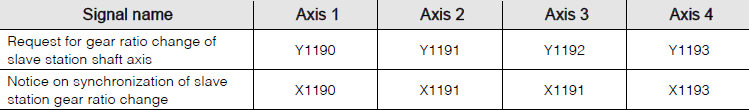 Signal name Axis 1 Axis 2 Axis 3 Axis 4
Request for gear ratio change of
slave station shaft axis Y1190 Y1191 Y1192 Y1193
Notice on synchronization of slave
station gear ratio change X1190 X1191 X1191 X1193